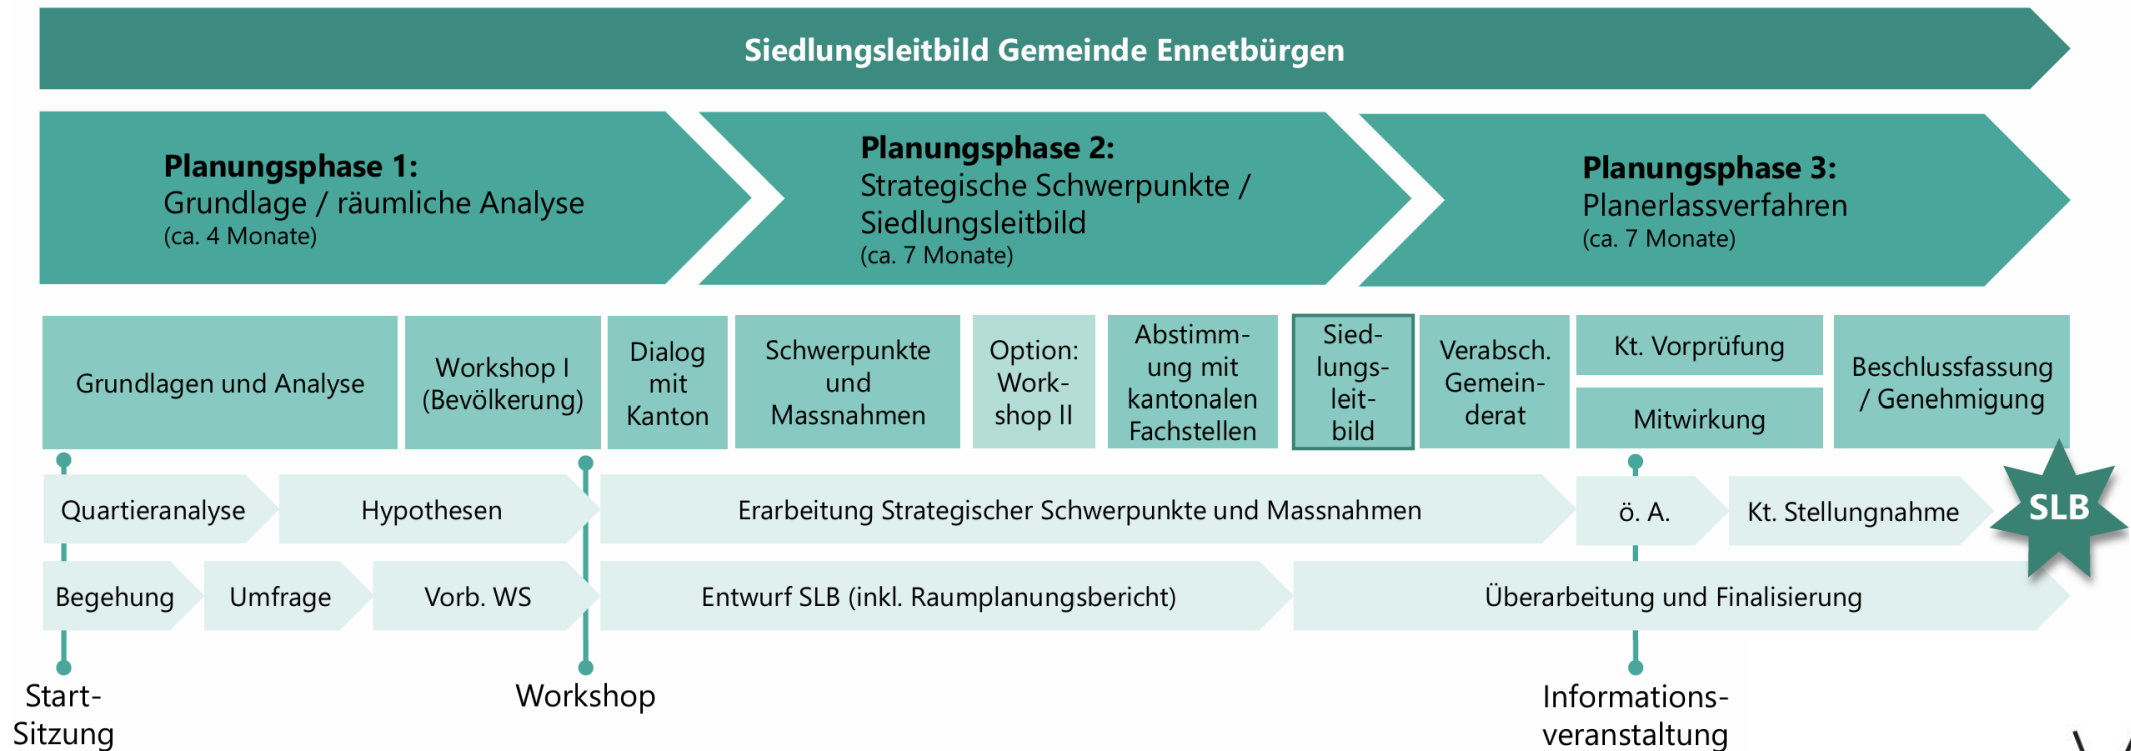 Siedlungsleitbild Gemeinde Ennetbürgen
Planungsphase 1:
Grundlage / räumliche Analyse
(ca. 4 Monate)
Planungsphase 2:
Strategische Schwerpunkte /
Siedlungsleitbild
(ca. 7 Monate)
Planungsphase 3:
Planerlassverfahren
(ca. 7 Monate)
Grundlagen und Analyse
Workshop I
(Bevölkerung)
Dialog
mit
Kanton
Schwerpunkte
und
Massnahmen
Option:
Work-
shop II
Abstimm-
ung mit
kantonalen
Fachstellen
Sied-
lungs-
leit-
bild
Verabsch.
Gemein-
derat
Kt. Vorprüfung
Mitwirkung
Beschlussfassung
/ Genehmigung
Quartieranalyse
Hypothesen
Erarbeitung Strategischer Schwerpunkte und Massnahmen
ö. A.
Kt. Stellungnahme
SLB
Begehung
Umfrage
Vorb. WS
Entwurf SLB (inkl. Raumplanungsbericht)
Überarbeitung und Finalisierung
Start-
Sitzung
Workshop
Informations-
veranstaltung